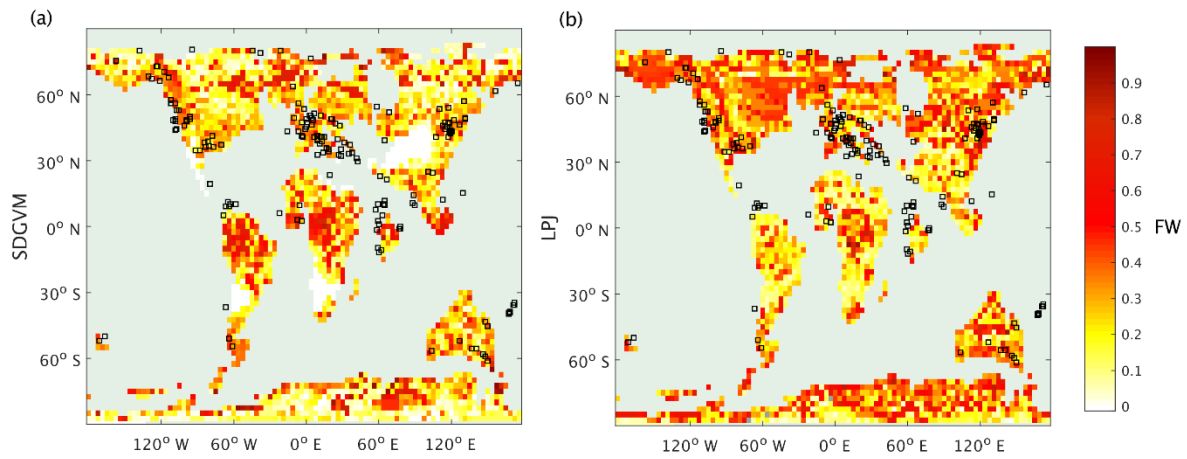 (a)
(b)
SDGVM
60° N
30° N
0° N
30° S
60° S
120° W
60° W
0° E
60° E
120° E
LPJ
60° N
30° N
0° N
30° S
60° S
120° W
60° W
0° E
60° E
120° E
0.9
0.8
0.7
0.6
0.5
0.4
0.3
0.2
0.1
0
FW